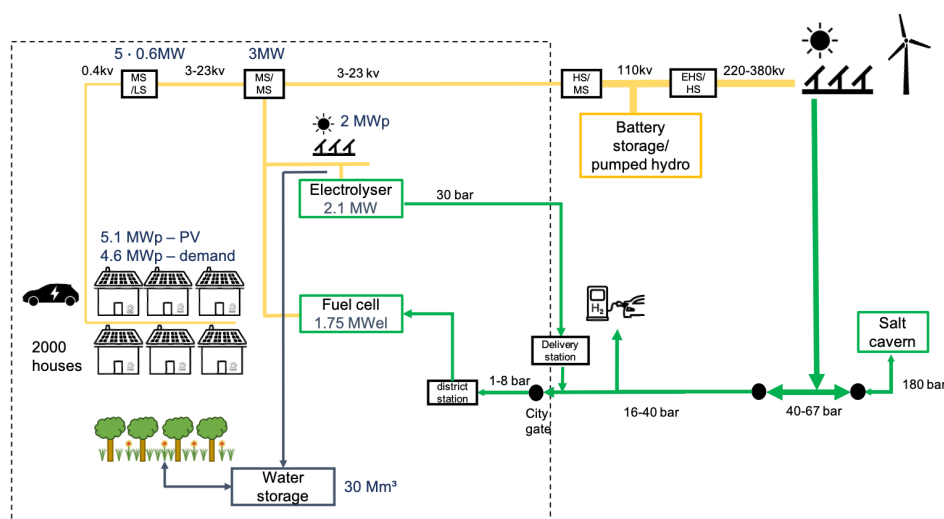 5 · 0.6MW
3MW
0.4kv
MS
/LS
3-23kv
MS/
MS
3-23 kv
HS/
MS
110kv
EHS/
HS
220-380kv
2 MWp
Battery
storage/
pumped hydro
Electrolyser
2.1 MW
30 bar
5.1 MWp – PV
4.6 MWp – demand
Fuel cell
1.75 MWel
H2
2000
houses
Delivery
station
Salt
cavern
district
station
1-8 bar
City
gate
16-40 bar
40-67 bar
180 bar
Water
storage
30 Mm³